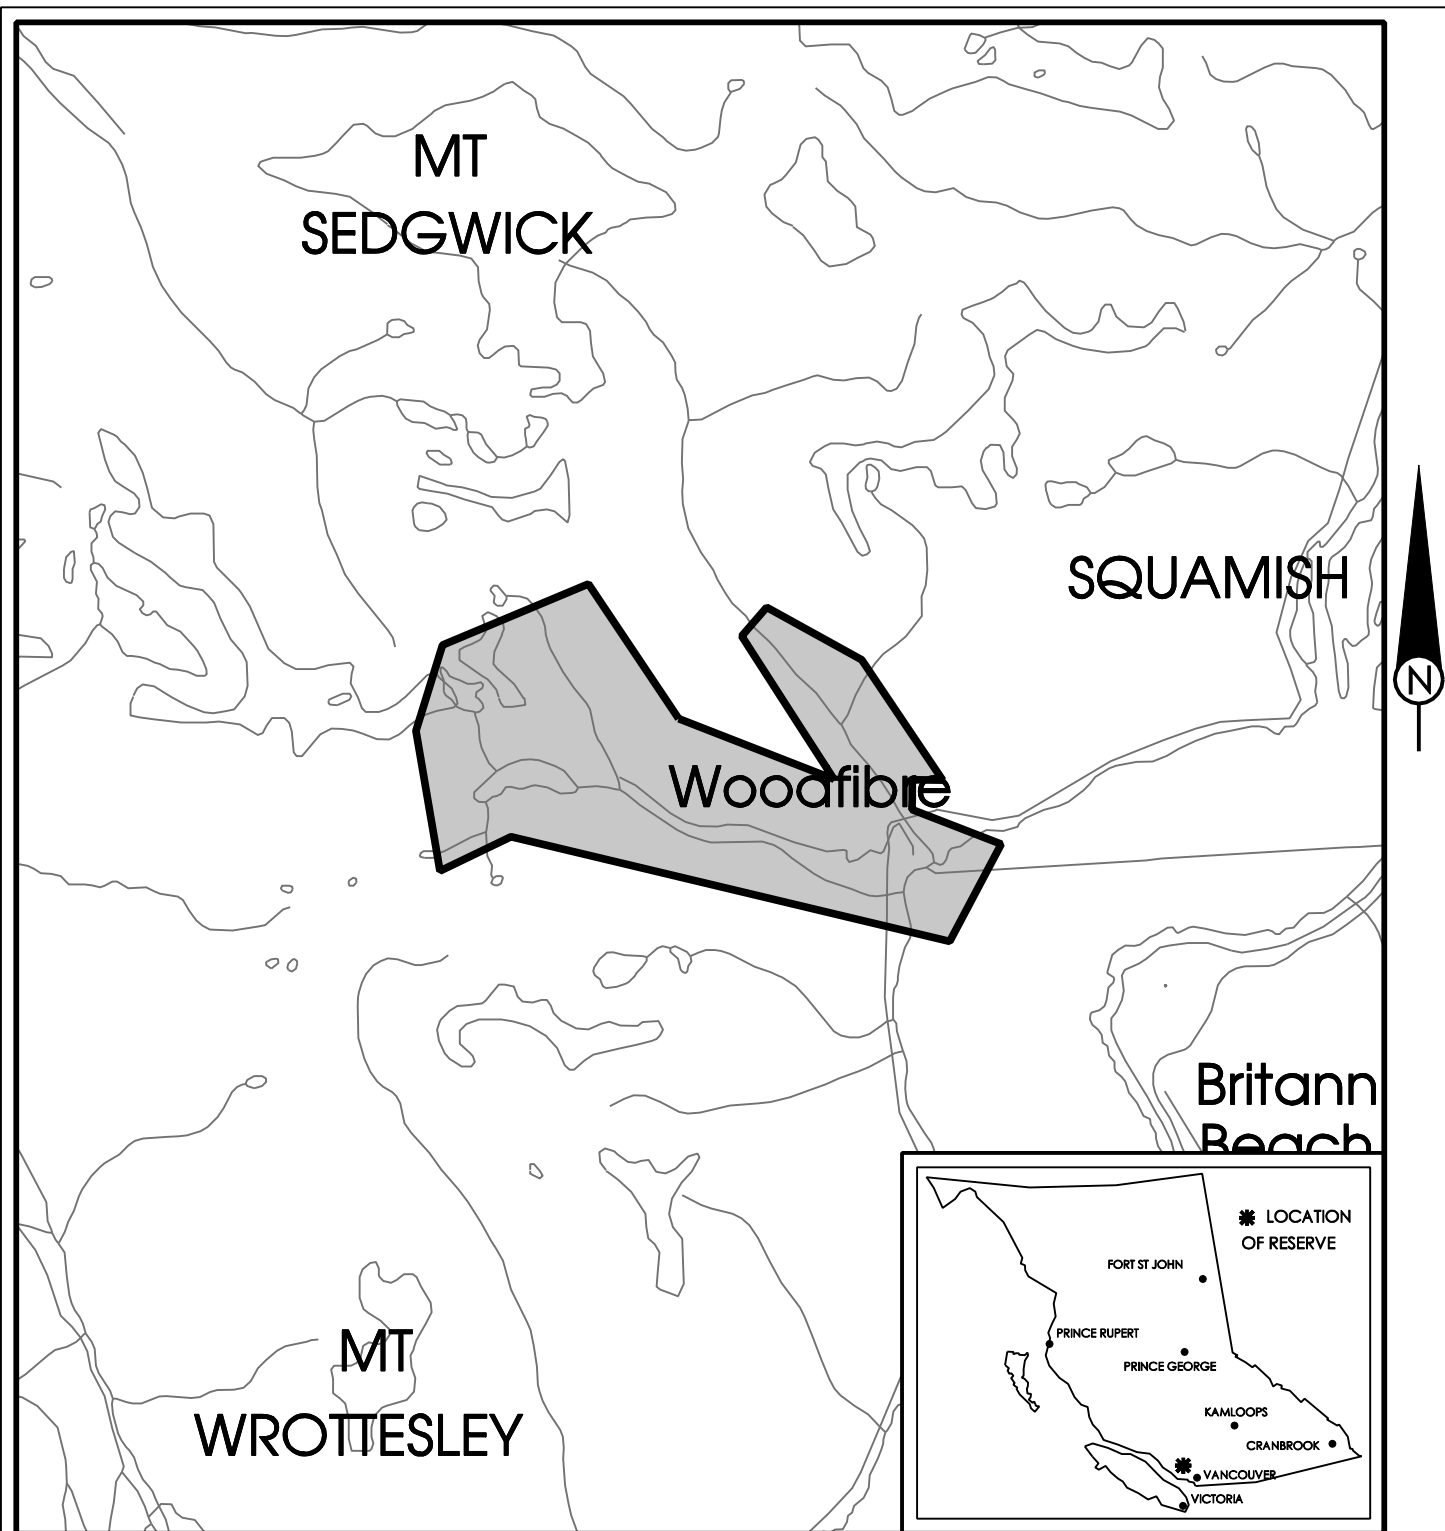 MT
SEDGWICK
SQUAMISH
N
Woodfibre
Britann
Beach
LOCATION
OF RESERVE
FORT ST JOHN
PRINCE RUPERT
PRINCE GEORGE
KAMLOOPS
CRANBROOK
VANCOUVER
VICTORIA
MT
WROTTESLEY